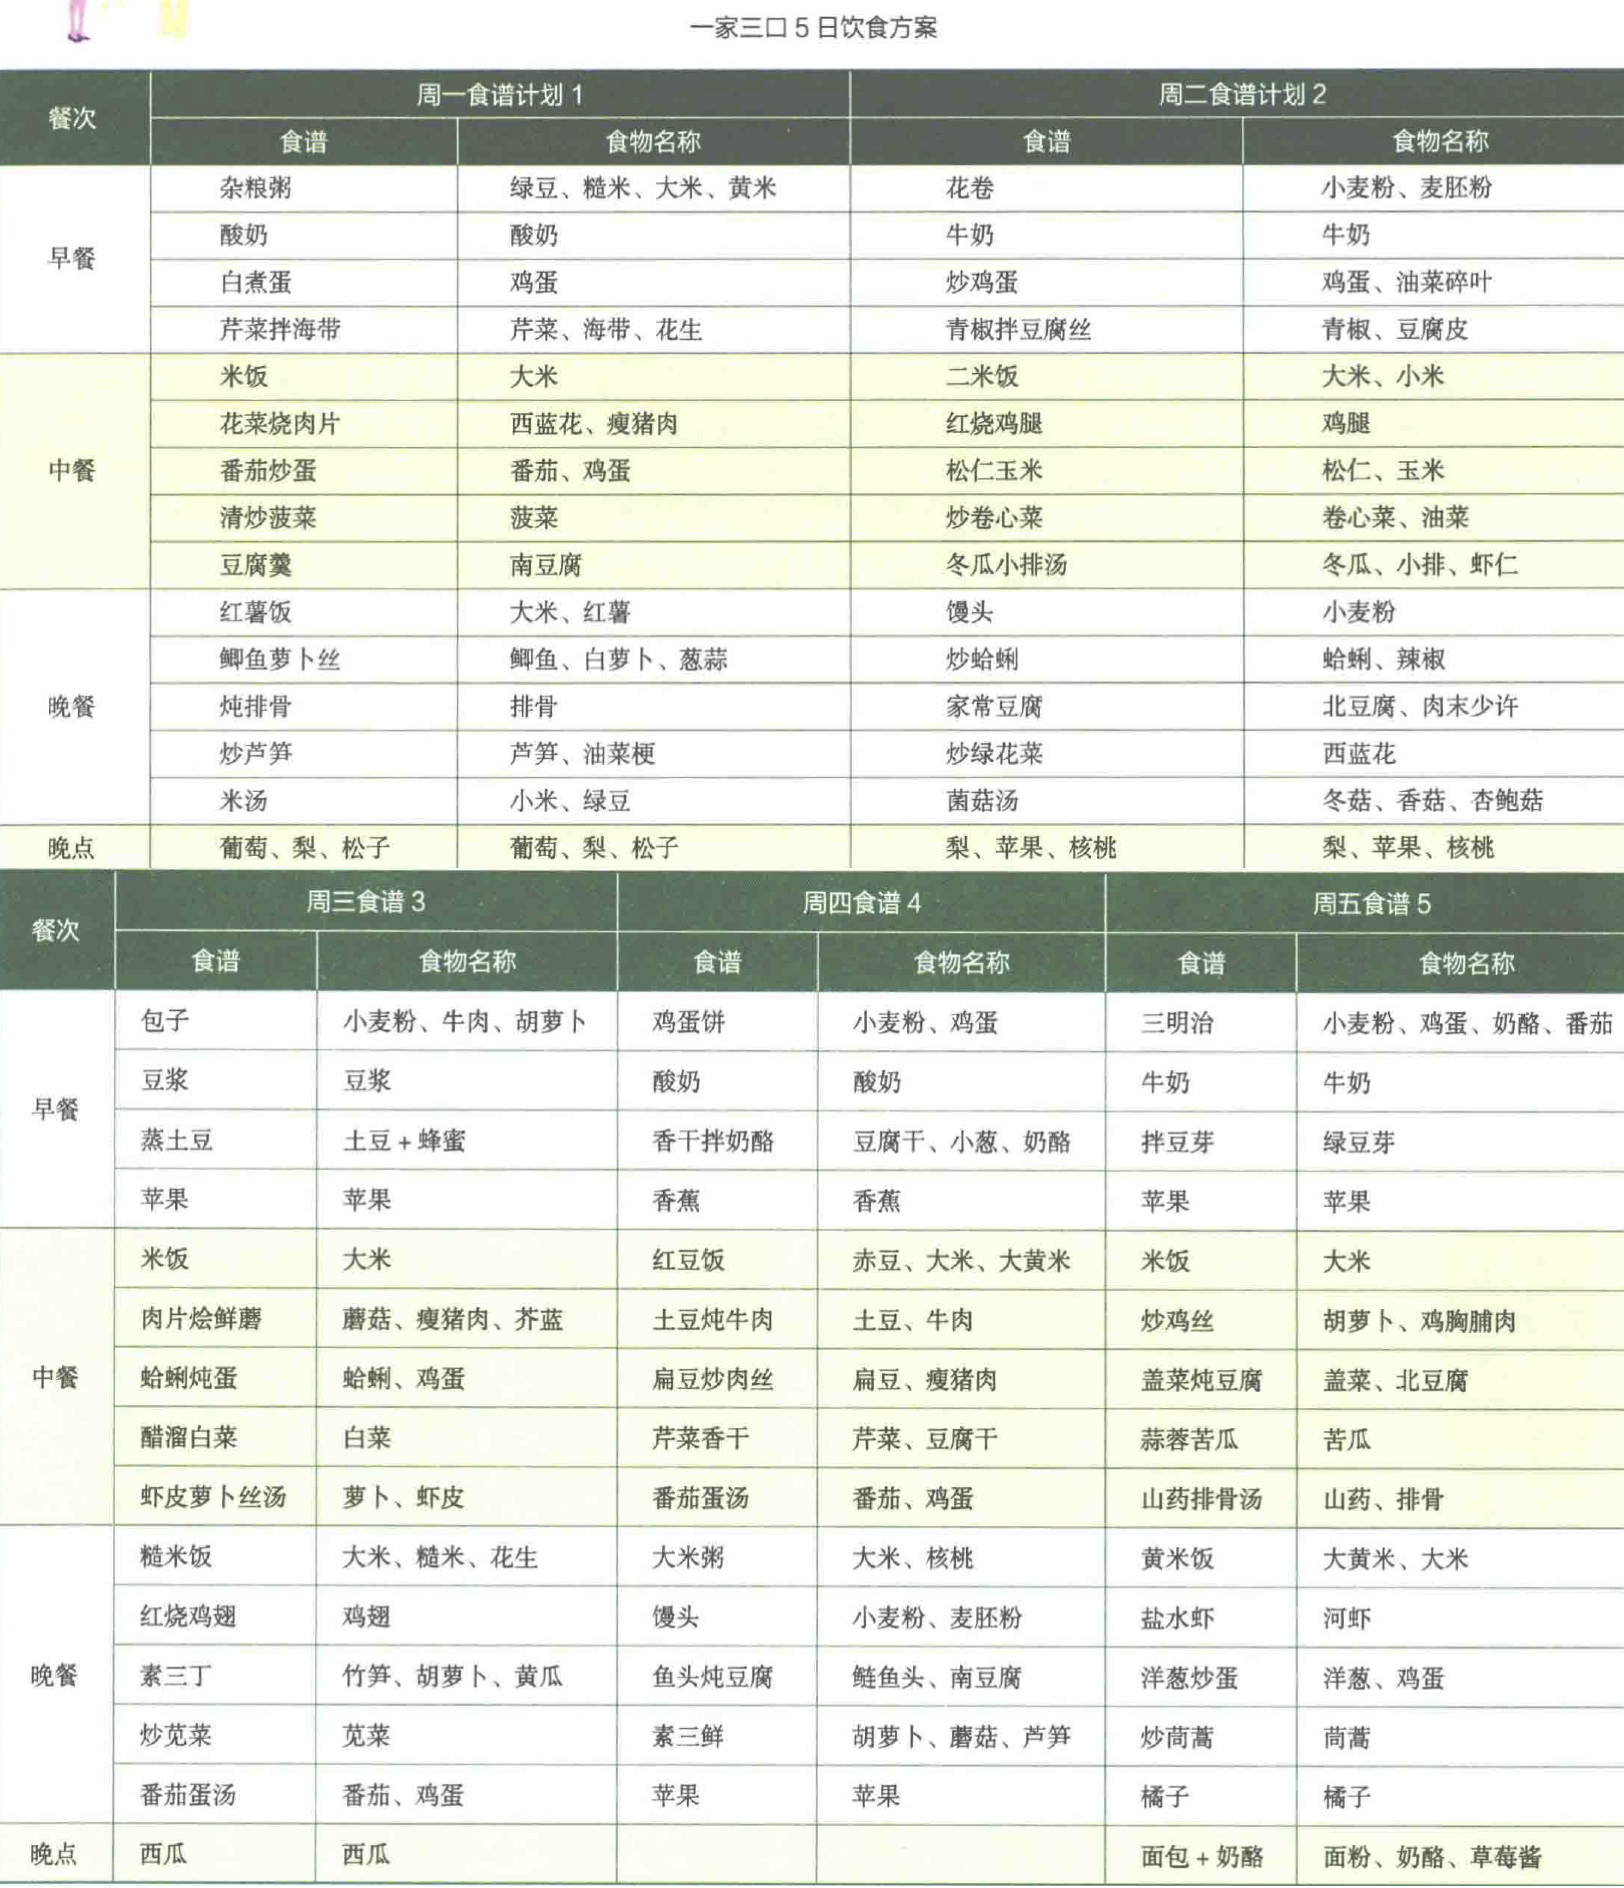 一家三口 5 日饮食方案
餐次 周一食谱计划 1 周二食谱计划 2
食谱 食物名称 食谱 食物名称
早餐 杂粮粥 绿豆、糙米、大米、黄米 花卷 小麦粉、麦胚粉
酸奶 酸奶 牛奶 牛奶
白煮蛋 鸡蛋 炒鸡蛋 鸡蛋、油菜碎叶
芹菜拌海带 芹菜、海带、花生 青椒拌豆腐丝 青椒、豆腐皮
中餐 米饭 大米 二米饭 大米、小米
花菜烧肉片 西蓝花、瘦猪肉 红烧鸡腿 鸡腿
番茄炒蛋 番茄、鸡蛋 松仁玉米 松仁、玉米
清炒菠菜 菠菜 炒卷心菜 卷心菜、油菜
豆腐羹 南豆腐 冬瓜小排汤 冬瓜、小排、虾仁
晚餐 红薯饭 大米、红薯 馒头 小麦粉
鲫鱼萝卜丝 鲫鱼、白萝卜、葱蒜 炒蛤蜊 蛤蜊、辣椒
炖排骨 排骨 家常豆腐 北豆腐、肉末少许
炒芦笋 芦笋、油菜梗 炒绿花菜 西蓝花
米汤 小米、绿豆 菌菇汤 冬菇、香菇、杏鲍菇
晚点 葡萄、梨、松子 葡萄、梨、松子 梨、苹果、核桃 梨、苹果、核桃
餐次 周三食谱 3 周四食谱 4 周五食谱 5
食谱 食物名称 食谱 食物名称 食谱 食物名称
早餐 包子 小麦粉、牛肉、胡萝卜 鸡蛋饼 小麦粉、鸡蛋 三明治 小麦粉、鸡蛋、奶酪、番茄
豆浆 豆浆 酸奶 酸奶 牛奶 牛奶
蒸土豆 土豆 + 蜂蜜 香干拌奶酪 豆腐干、小葱、奶酪 拌豆芽 绿豆芽
苹果 苹果 香蕉 香蕉 苹果 苹果
中餐 米饭 大米 红豆饭 赤豆、大米、大黄米 米饭 大米
肉片烩鲜蘑 蘑菇、瘦猪肉、芥蓝 土豆炖牛肉 土豆、牛肉 炒鸡丝 胡萝卜、鸡胸脯肉
蛤蜊炖蛋 蛤蜊、鸡蛋 扁豆炒肉丝 扁豆、瘦猪肉 盖菜炖豆腐 盖菜、北豆腐
醋溜白菜 白菜 芹菜香干 芹菜、豆腐干 蒜蓉苦瓜 苦瓜
虾皮萝卜丝汤 萝卜、虾皮 番茄蛋汤 番茄、鸡蛋 山药排骨汤 山药、排骨
晚餐 糙米饭 大米、糙米、花生 大米粥 大米、核桃 黄米饭 大黄米、大米
红烧鸡翅 鸡翅 馒头 小麦粉、麦胚粉 盐水虾 河虾
素三丁 竹笋、胡萝卜、黄瓜 鱼头炖豆腐 鲢鱼头、南豆腐 洋葱炒蛋 洋葱、鸡蛋
炒苋菜 苋菜 素三鲜 胡萝卜、蘑菇、芦笋 炒茼蒿 茼蒿
番茄蛋汤 番茄、鸡蛋 苹果 苹果 橘子 橘子
晚点 西瓜 西瓜 面包 + 奶酪 面粉、奶酪、草莓酱